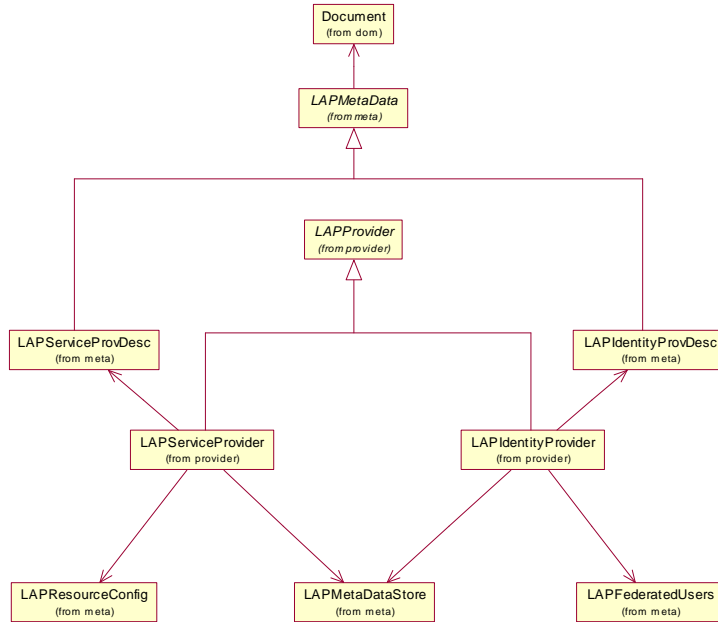 Document
(from dom)
LAPMetaData
(from meta)
LAPProvider
(from provider)
LAPServiceProvDesc
(from meta)
LAPIdentityProvDesc
(from meta)
LAPServiceProvider
(from provider)
LAPIdentityProvider
(from provider)
LAPResourceConfig
(from meta)
LAPMetaDataStore
(from meta)
LAPFederatedUsers
(from meta)